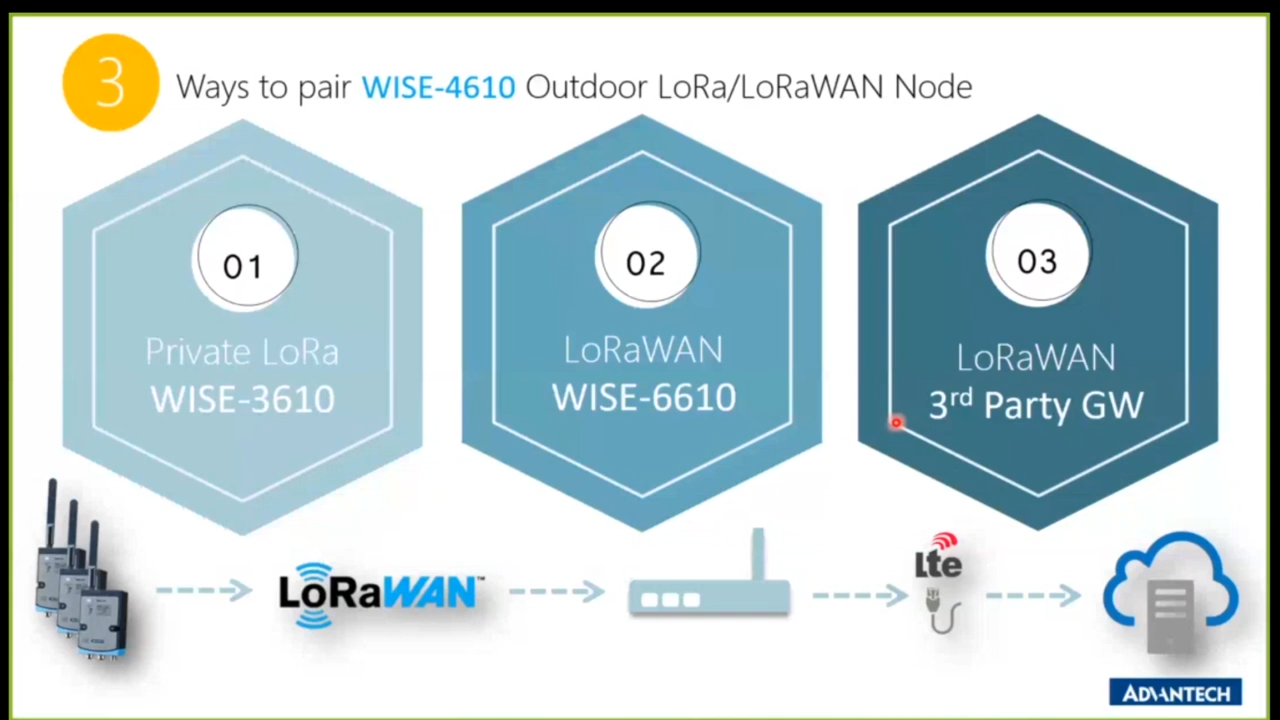 3
Ways to pair WISE-4610 Outdoor LoRa/LoRaWAN Node
01
Private LoRa
WISE-3610
02
LoRaWAN
WISE-6610
03
LoRaWAN
3rd Party GW
LoRaWAN™
Lte
ADVANTECH